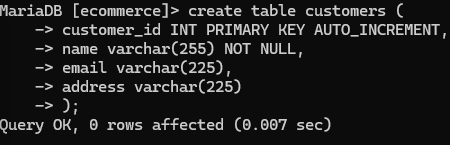 MariaDB [ecommerce]> create table customers (
    -> customer_id INT PRIMARY KEY AUTO_INCREMENT,
    -> name varchar(255) NOT NULL,
    -> email varchar(225),
    -> address varchar(225)
    -> );
Query OK, 0 rows affected (0.007 sec)